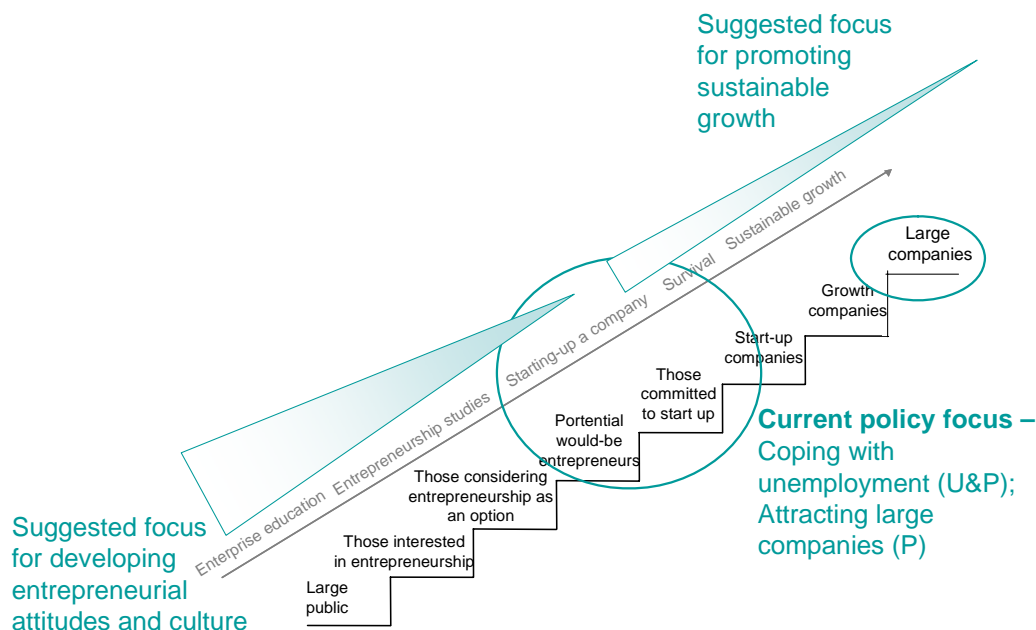 Suggested focus
for promoting
sustainable
growth
Large
companies
Growth
companies
Start-up
companies
Those
committed
to start up
Portential
would-be
entrepreneurs
Those considering
entrepreneurship as
an option
Those interested
in entrepreneurship
Large
public
Enterprise education
Entrepreneurship studies
Starting-up a company
Survival
Sustainable growth
Current policy focus –
Coping with
unemployment (U&P);
Attracting large
companies (P)
Suggested focus
for developing
entrepreneurial
attitudes and culture